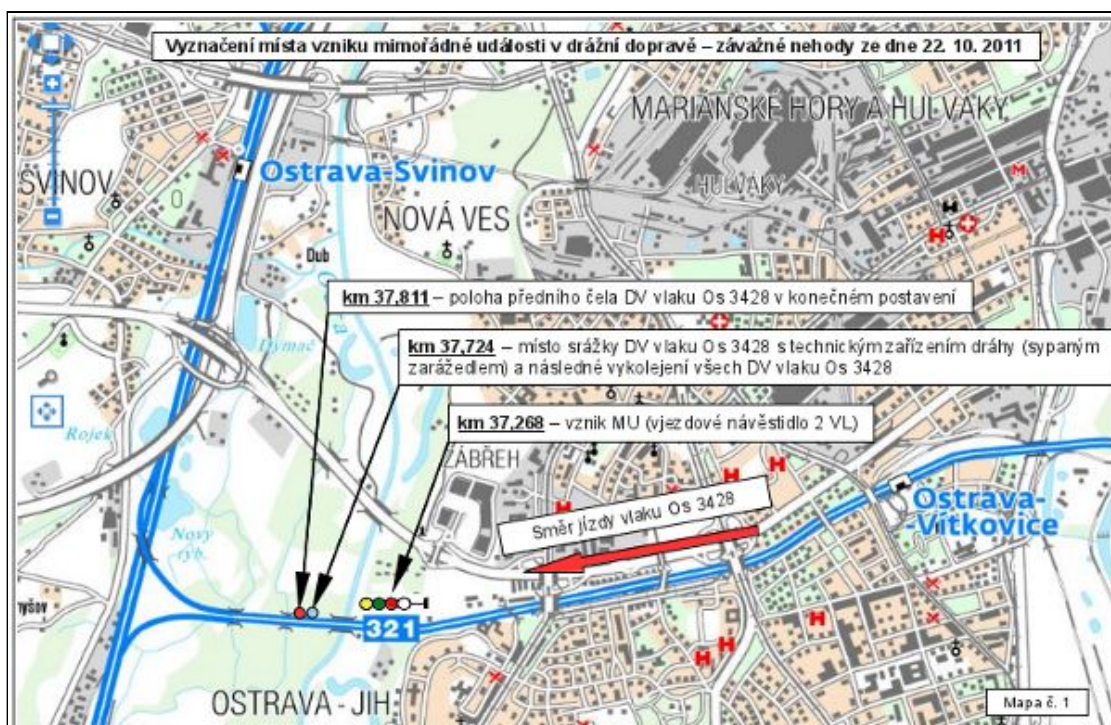 Vyznačení místa vzniku mimořádné události v drážní dopravě – závažné nehody ze dne 22. 10. 2011
MARIÁNSKÉ HORY A HULVÁKY
HULVÁKY
Ostrava-Svinov
SVINOV
NOVÁ VES
Dub
km 37,811 – poloha předního čela DV vlaku Os 3428 v konečném postavení
km 37,724 – místo srážky DV vlaku Os 3428 s technickým zařízením dráhy (sypaným
zarážedlem) a následné vykolejení všech DV vlaku Os 3428
Rojek
km 37,268 – vznik MU (vjezdové návěstidlo 2 VL)
ZÁBŘEH
Směr jízdy vlaku Os 3428
Ostrava-
-Vítkovice
Nový
rýb.
321
OSTRAVA - JIH
Mapa č. 1